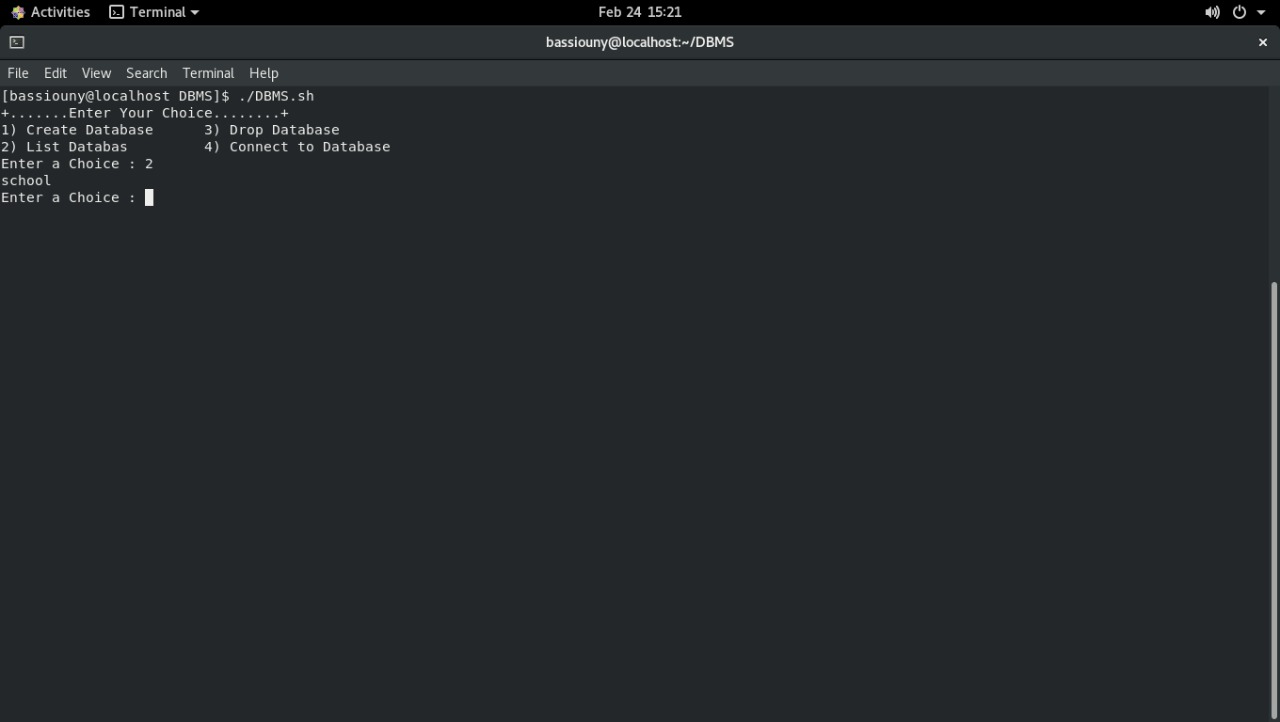 Activities Terminal Feb 24 15:21
bassiouny@localhost:~/DBMS
File Edit View Search Terminal Help
[bassiouny@localhost DBMS]$ ./DBMS.sh
+.......Enter Your Choice........+
1) Create Database      3) Drop Database
2) List Databas         4) Connect to Database
Enter a Choice : 2
school
Enter a Choice :